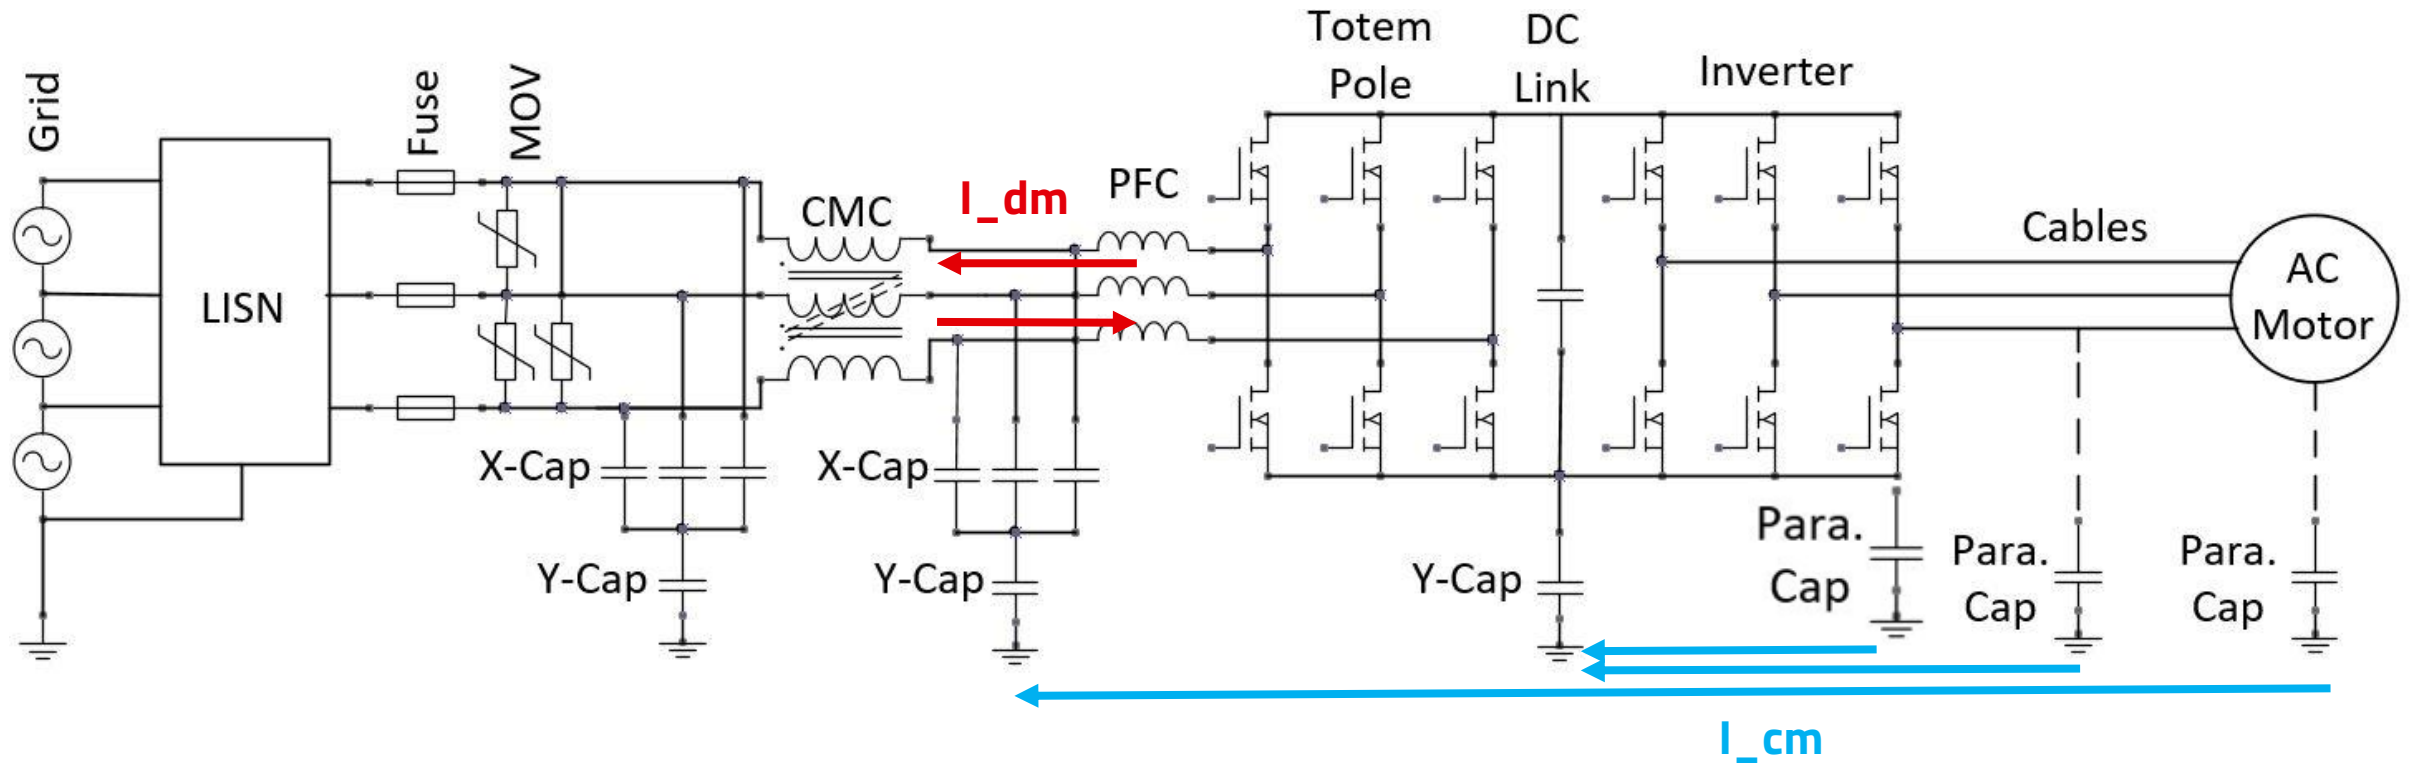 Grid
LISN
Fuse
MOV
X-Cap
Y-Cap
CMC
I_dm
X-Cap
Y-Cap
PFC
Totem
Pole
DC
Link
Y-Cap
Inverter
Para.
Cap
Cables
Para.
Cap
AC
Motor
Para.
Cap
I_cm